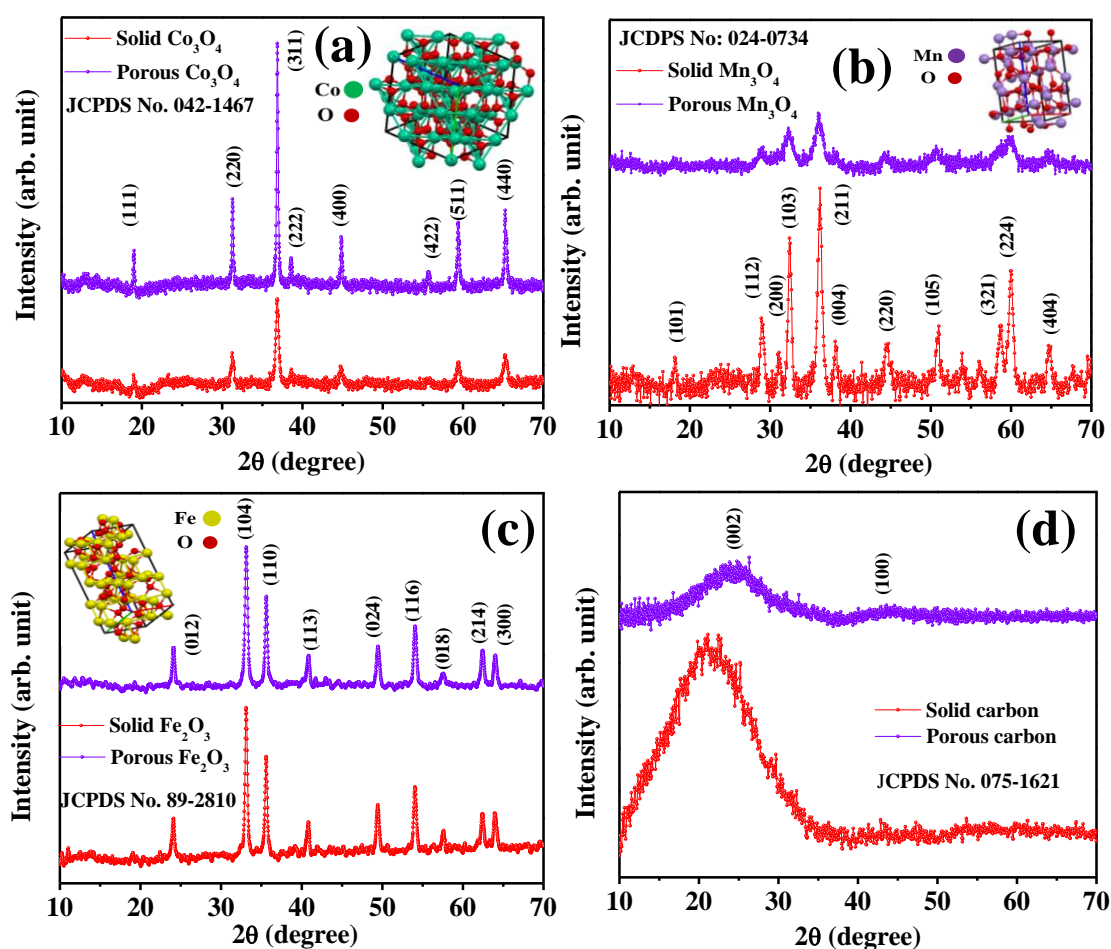 (a)
Solid Co₃O₄
Porous Co₃O₄
JCPDS No. 042-1467
Co
O
(111)
(220)
(311)
(222)
(400)
(422)
(511)
(440)
Intensity (arb. unit)
10 20 30 40 50 60 70
2θ (degree)
(b)
JCDPS No: 024-0734
Solid Mn₃O₄
Porous Mn₃O₄
Mn
O
(101)
(112)
(200)
(103)
(211)
(004)
(220)
(105)
(321)
(224)
(404)
Intensity (arb. unit)
10 20 30 40 50 60 70
2θ (degree)
(c)
Fe
O
(012)
(104)
(110)
(113)
(024)
(116)
(018)
(214)
(300)
Solid Fe₂O₃
Porous Fe₂O₃
JCPDS No. 89-2810
Intensity (arb. unit)
10 20 30 40 50 60 70
2θ (degree)
(d)
(002)
(100)
Solid carbon
Porous carbon
JCPDS No. 075-1621
Intensity (arb. unit)
10 20 30 40 50 60 70
2θ (degree)